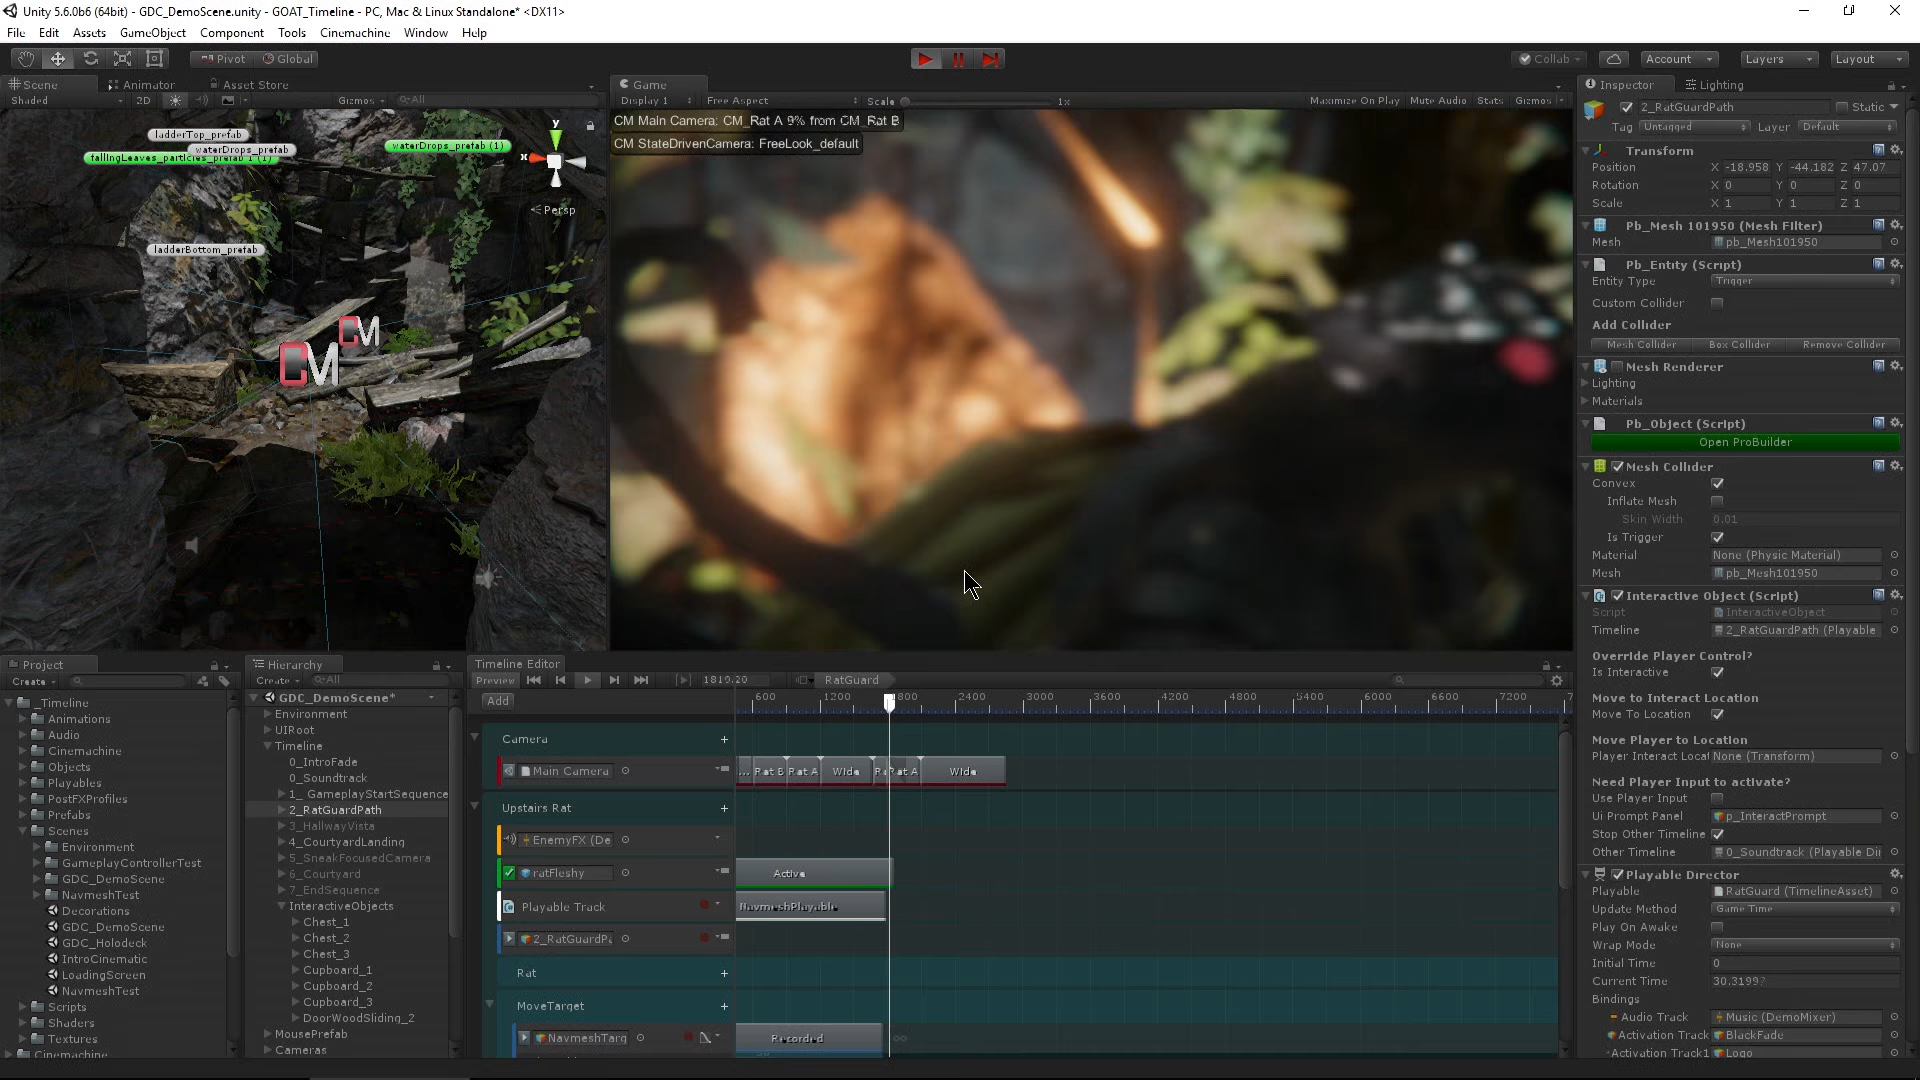 Unity 5.6.0b6 (64bit) - GDC_DemoScene.unity - GOAT_Timeline - PC, Mac & Linux Standalone* <DX11>
File Edit Assets GameObject Component Tools Cinemachine Window Help
Pivot Global Collab Account Layers Layout
Scene Animator Asset Store
Shaded 2D Gizmos All
ladderTop_prefab
waterDrops_prefab
fallingLeaves_particles_prefab 1 (1)
waterDrops_prefab (1)
ladderBottom_prefab
y
x
Persp
CM
CM
Game
Display 1 Free Aspect Scale 1x Maximize On Play Mute Audio Stats Gizmos
CM Main Camera: CM_Rat A 9% from CM_Rat B
CM StateDrivenCamera: FreeLook_default
Project
Create
_Timeline
Animations
Audio
Cinemachine
Objects
Playables
PostFXProfiles
Prefabs
Scenes
Environment
GameplayControllerTest
GDC_DemoScene
NavmeshTest
Decorations
GDC_DemoScene
GDC_Holodeck
IntroCinematic
LoadingScreen
NavmeshTest
Scripts
Shaders
Textures
Cinemachine
Hierarchy
Create All
GDC_DemoScene*
Environment
UIRoot
Timeline
0_IntroFade
0_Soundtrack
1_ GameplayStartSequence
2_RatGuardPath
3_HallwayVista
4_CourtyardLanding
5_SneakFocusedCamera
6_Courtyard
7_EndSequence
InteractiveObjects
Chest_1
Chest_2
Chest_3
Cupboard_1
Cupboard_2
Cupboard_3
DoorWoodSliding_2
MousePrefab
Cameras
Timeline Editor
Preview 1819.20 RatGuard
Add 600 1200 1800 2400 3000 3600 4200 4800 5400 6000 6600 7200
Camera
Main Camera ... Rat B Rat A Wide Rat A Wide
Upstairs Rat
EnemyFX (De
ratFleshy Active
Playable Track NavmeshPlayable
2_RatGuardPa
Rat
MoveTarget
NavmeshTarg Recorded
Inspector Lighting
2_RatGuardPath Static
Tag Untagged Layer Default
Transform
Position X -18.958 Y -44.182 Z 47.07
Rotation X 0 Y 0 Z 0
Scale X 1 Y 1 Z 1
Pb_Mesh 101950 (Mesh Filter)
Mesh pb_Mesh101950
Pb_Entity (Script)
Entity Type Trigger
Custom Collider
Add Collider
Mesh Collider Box Collider Remove Collider
Mesh Renderer
Lighting
Materials
Pb_Object (Script)
Open ProBuilder
Mesh Collider
Convex
Inflate Mesh
Skin Width 0.01
Is Trigger
Material None (Physic Material)
Mesh pb_Mesh101950
Interactive Object (Script)
Script InteractiveObject
Timeline 2_RatGuardPath (Playable
Override Player Control?
Is Interactive
Move to Interact Location
Move To Location
Move Player to Location
Player Interact Locat None (Transform)
Need Player Input to activate?
Use Player Input
Ui Prompt Panel p_InteractPrompt
Stop Other Timeline
Other Timeline 0_Soundtrack (Playable Dir
Playable Director
Playable RatGuard (TimelineAsset)
Update Method Game Time
Play On Awake
Wrap Mode None
Initial Time 0
Current Time 30.31997
Bindings
Audio Track Music (DemoMixer)
Activation Track BlackFade
Activation Track1 Logo